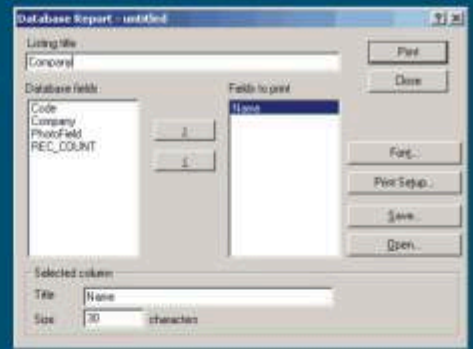 Database Report - untitled
Listing title
Print
Company
Close
Database fields
Fields to print
Code
Company
PhotoField
REC_COUNT
Name
Font...
Print Setup...
Save...
Open...
Selected column
Title
Name
Size
30
characters